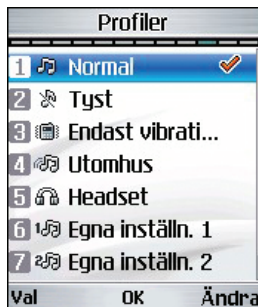 Profiler
1 Normal
2 Tyst
3 Endast vibrati...
4 Utomhus
5 Headset
6 Egna inställn. 1
7 Egna inställn. 2
Val OK Ändra